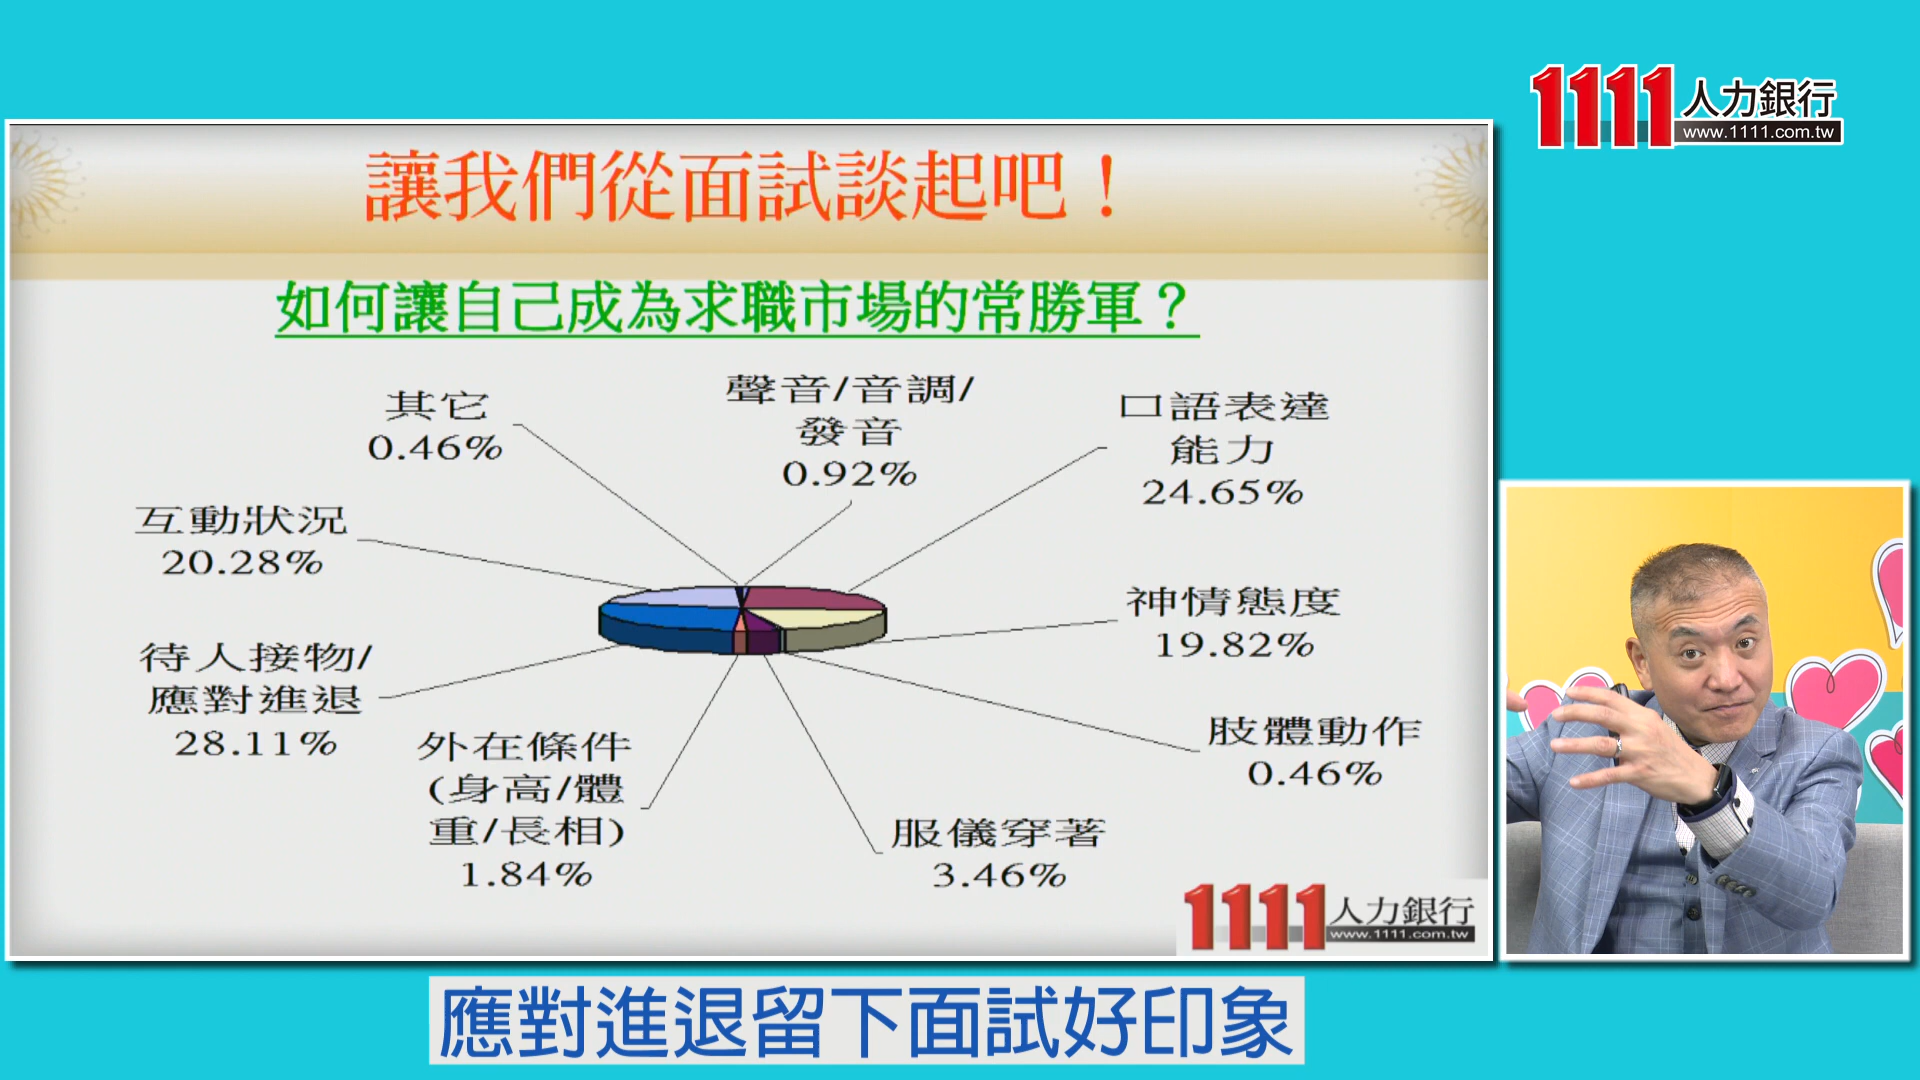 1111人力銀行
www.1111.com.tw
讓我們從面試談起吧！
如何讓自己成為求職市場的常勝軍？
其它
0.46%
聲音/音調/
發音
0.92%
口語表達
能力
24.65%
互動狀況
20.28%
神情態度
19.82%
待人接物/
應對進退
28.11%
肢體動作
0.46%
外在條件
(身高/體
重/長相)
1.84%
服儀穿著
3.46%
1111人力銀行
www.1111.com.tw
應對進退留下面試好印象